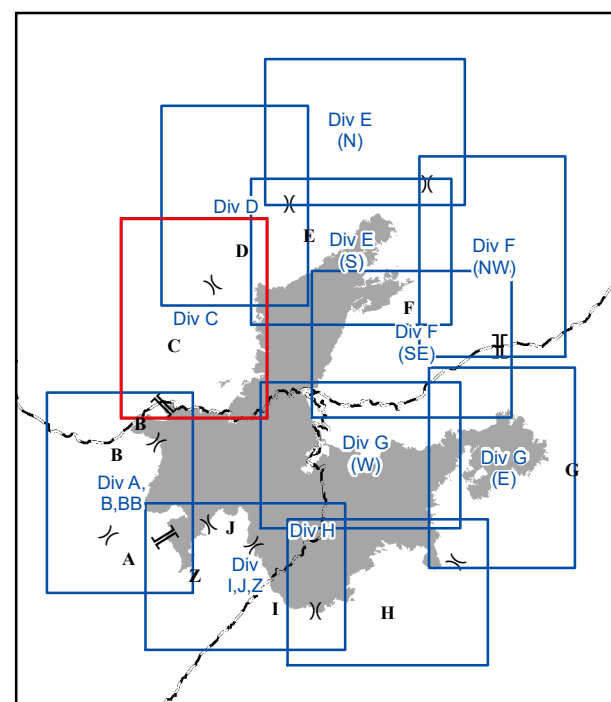 Div E
(N)
Div D
E
D
Div E
(S)
Div F
(NW)
F
Div C
Div F
(SE)
C
B
B
Div G
(W)
Div G
(E)
G
Div A,
B,BB
J
Div H
A
Z
Div
I,J,Z
I
H